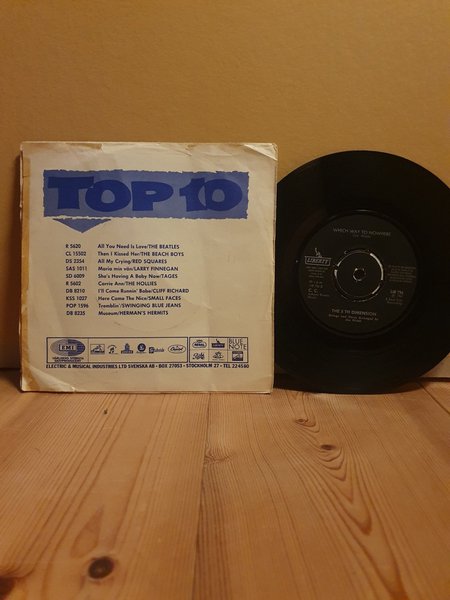 TOP 10
R 5620 All You Need Is Love/THE BEATLES
CL 15502 Then I Kissed Her/THE BEACH BOYS
DS 2354 All My Crying/RED SQUARES
SAS 1011 Maria min vän/LARRY FINNEGAN
SD 6009 She's Having A Baby Now/TAGES
R 5602 Carrie Ann/THE HOLLIES
DB 8210 I'll Come Runnin' Babe/CLIFF RICHARD
KSS 1027 Here Come The Nice/SMALL FACES
POP 1596 Tremblin'/SWINGING BLUE JEANS
DB 8235 Museum/HERMAN'S HERMITS
EMI
Capitol
BLUE
NOTE
ELECTRIC & MUSICAL INDUSTRIES LTD SVENSKA AB - BOX 27053 - STOCKHOLM 27 - TEL 224580
WHICH WAY TO NOWHERE
LIBERTY
THE 5 TH DIMENSION